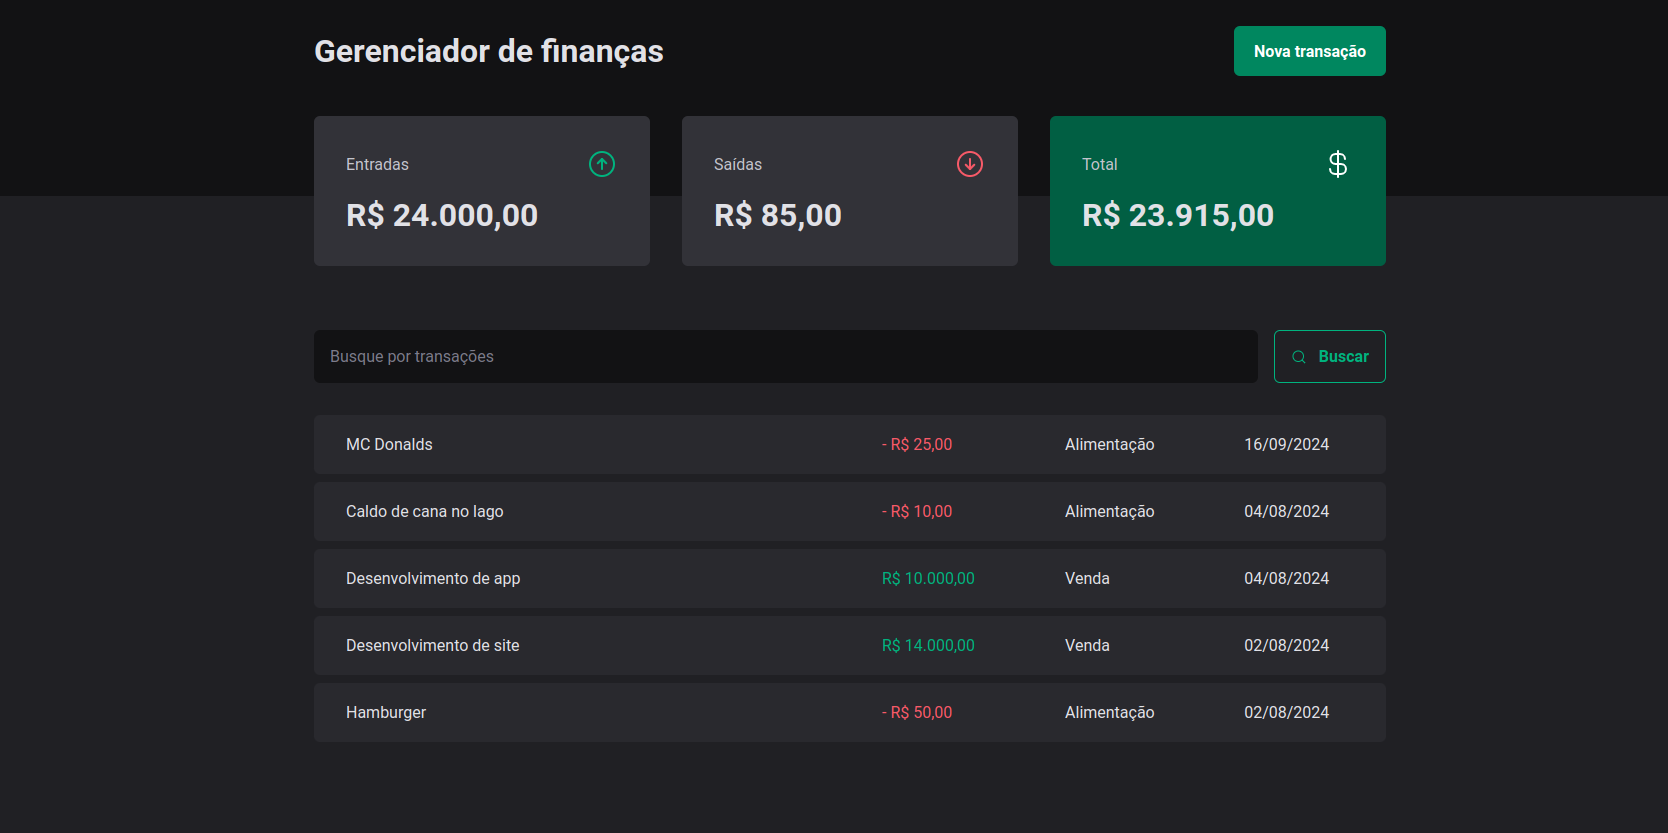 Gerenciador de finanças
Nova transação
Entradas
R$ 24.000,00
Saídas
R$ 85,00
Total
$
R$ 23.915,00
Busque por transações
Buscar
MC Donalds - R$ 25,00 Alimentação 16/09/2024
Caldo de cana no lago - R$ 10,00 Alimentação 04/08/2024
Desenvolvimento de app R$ 10.000,00 Venda 04/08/2024
Desenvolvimento de site R$ 14.000,00 Venda 02/08/2024
Hamburger - R$ 50,00 Alimentação 02/08/2024